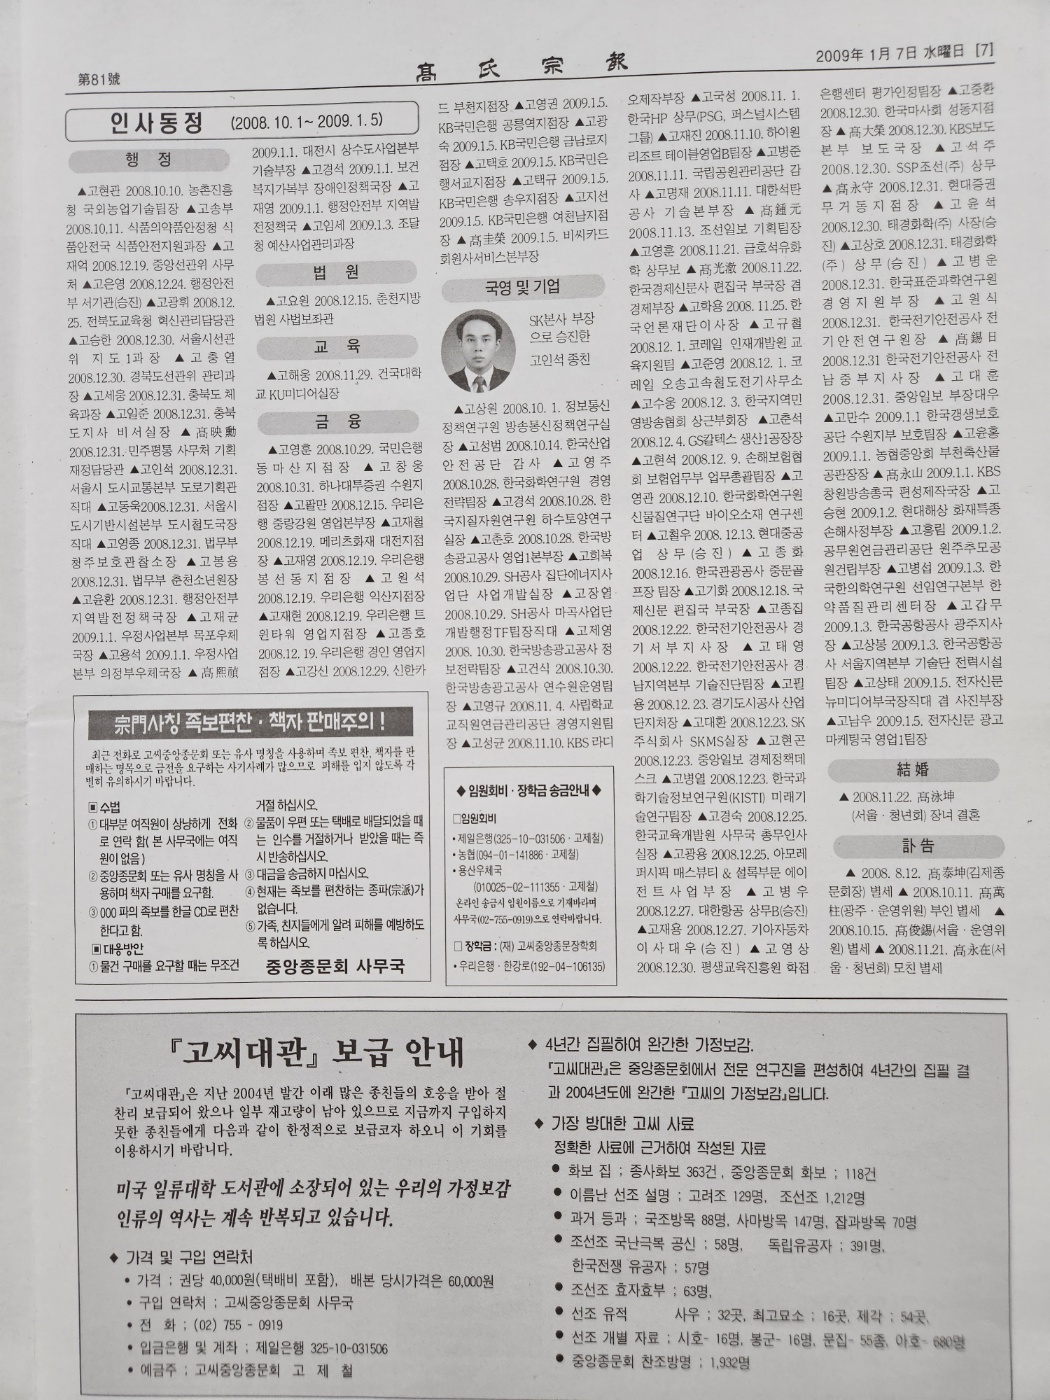 第81號
髙氏宗報
2009年 1月 7日 水曜日 [7]
인사동정 (2008. 10. 1~ 2009. 1. 5)
행 정
▲고현관 2008.10.10. 농촌진흥
청 국외농업기술팀장 ▲고송부
2008.10.11. 식품의약품안정청 식
품안전국 식품안전지원과장 ▲고
재역 2008.12.19. 중앙선관위 사무
처 ▲고은영 2008.12.24. 행정안전
부 서기관(승진) ▲고광휘 2008.12.
25. 전북도교육청 혁신관리담당관
▲고승한 2008.12.30. 서울시선관
위 지도1과장 ▲고충열
2008.12.30. 경북도선관위 관리과
장 ▲고세웅 2008.12.31. 충북도 체
육과장 ▲고일준 2008.12.31. 충북
도지사 비서실장 ▲髙映勳
2008.12.31. 민주평통 사무처 기획
재정담당관 ▲고인석 2008.12.31.
서울시 도시교통본부 도로기획관
직대 ▲고동욱2008.12.31. 서울시
도시기반시설본부 도시철도국장
직대 ▲고영종 2008.12.31. 법무부
청주보호관찰소장 ▲고봉용
2008.12.31. 법무부 춘천소년원장
▲고윤환 2008.12.31. 행정안전부
지역발전정책국장 ▲고재균
2009.1.1. 우정사업본부 목포우체
국장 ▲고용석 2009.1.1. 우정사업
본부 의정부우체국장 ▲髙熙禎
2009.1.1. 대전시 상수도사업본부
기술부장 ▲고경석 2009.1.1. 보건
복지가족부 장애인정책국장 ▲고
재영 2009.1.1. 행정안전부 지역발
전정책국 ▲고임세 2009.1.3. 조달
청 예산사업관리과장
법 원
▲고요원 2008.12.15. 춘천지방
법원 사법보좌관
교 육
▲고해웅 2008.11.29. 건국대학
교 KU미디어실장
금 융
▲고영훈 2008.10.29. 국민은행
동마산지점장 ▲고창웅
2008.10.31. 하나대투증권 수원지
점장 ▲고팔만 2008.12.15. 우리은
행 중랑강원 영업본부장 ▲고재철
2008.12.19. 메리츠화재 대전지점
장 ▲고재영 2008.12.19. 우리은행
봉선동지점장 ▲고원석
2008.12.19. 우리은행 익산지점장
▲고재현 2008.12.19. 우리은행 트
윈타워 영업지점장 ▲고종호
2008.12.19. 우리은행 경인 영업지
점장 ▲고강신 2008.12.29. 신한카
드 부천지점장 ▲고영권 2009.1.5.
KB국민은행 공릉역지점장 ▲고광
숙 2009.1.5. KB국민은행 금남로지
점장 ▲고택호 2009.1.5. KB국민은
행서교지점장 ▲고택규 2009.1.5.
KB국민은행 송우지점장 ▲고지선
2009.1.5. KB국민은행 여천남지점
장 ▲髙圭榮 2009.1.5. 비씨카드
회원사서비스본부장
국영 및 기업
SK본사 부장
으로 승진한
고인석 종친
▲고상원 2008.10. 1. 정보통신
정책연구원 방송통신정책연구실
장 ▲고성범 2008.10.14. 한국산업
안전공단 감사 ▲고영주
2008.10.28. 한국화학연구원 경영
전략팀장 ▲고경석 2008.10.28. 한
국지질자원연구원 하수토양연구
실장 ▲고춘호 2008.10.28. 한국방
송광고공사 영업1본부장 ▲고희복
2008.10.29. SH공사 집단에너지사
업단 사업개발실장 ▲고장열
2008.10.29. SH공사 마곡사업단
개발행정TF팀장직대 ▲고제영
2008. 10.30. 한국방송광고공사 정
보전략팀장 ▲고건식 2008.10.30.
한국방송광고공사 연수원운영팀
장 ▲고영규 2008.11. 4. 사립학교
교직원연금관리공단 경영지원팀
장 ▲고성균 2008.11.10. KBS 라디
오제작부장 ▲고국성 2008.11. 1.
한국HP 상무(PSG, 퍼스널시스템
그룹) ▲고재진 2008.11.10. 하이원
리조트 테이블영업B팀장 ▲고병준
2008.11.11. 국립공원관리공단 감
사 ▲고명재 2008.11.11. 대한석탄
공사 기술본부장 ▲髙鍾元
2008.11.13. 조선일보 기획팀장
▲고영훈 2008.11.21. 금호석유화
학 상무보 ▲髙光澈 2008.11.22.
한국경제신문사 편집국 부국장 겸
경제부장 ▲고학용 2008. 11.25. 한
국언론재단이사장 ▲고규철
2008.12. 1. 코레일 인재개발원 교
육지원팀 ▲고준영 2008.12. 1. 코
레일 오송고속철도전기사무소
▲고수웅 2008.12. 3. 한국지역민
영방송협회 상근부회장 ▲고춘석
2008.12. 4. GS칼텍스 생산1공장장
▲고현석 2008.12. 9. 손해보험협
회 보험업무부 업무총괄팀장 ▲고
영관 2008.12.10. 한국화학연구원
신물질연구단 바이오소재 연구센
터 ▲고철우 2008. 12.13. 현대중공
업 상무(승진) ▲고종화
2008.12.16. 한국관광공사 중문골
프장 팀장 ▲고기화 2008.12.18. 국
제신문 편집국 부국장 ▲고종집
2008.12.22. 한국전기안전공사 경
기서부지사장 ▲고태영
2008.12.22. 한국전기안전공사 경
남지역본부 기술진단팀장 ▲고필
용 2008.12. 23. 경기도시공사 산업
단지처장 ▲고대환 2008.12.23. SK
주식회사 SKMS실장 ▲고현곤
2008.12.23. 중앙일보 경제정책데
스크 ▲고병열 2008.12.23. 한국과
학기술정보연구원(KISTI) 미래기
술연구팀장 ▲고경숙 2008.12.25.
한국교육개발원 사무국 총무인사
실장 ▲고광용 2008.12.25. 아모레
퍼시픽 매스뷰티 & 설록부문 에이
전트사업부장 ▲고병우
2008.12.27. 대한항공 상무B(승진)
▲고재용 2008.12.27. 기아자동차
이사대우(승진) ▲고영상
2008.12.30. 평생교육진흥원 학점
은행센터 평가인정팀장 ▲고중환
2008.12.30. 한국마사회 성동지점
장 ▲髙大榮 2008.12.30. KBS보도
본부 보도국장 ▲고석주
2008.12.30. SSP조선(주) 상무
▲髙永守 2008.12.31. 현대증권
무거동지점장 ▲고윤석
2008.12.30. 태경화학(주) 사장(승
진) ▲고상호 2008.12.31. 태경화학
(주) 상무(승진) ▲고병운
2008.12.31. 한국표준과학연구원
경영지원부장 ▲고원식
2008.12.31. 한국전기안전공사 전
기안전연구원장 ▲髙錫日
2008.12.31 한국전기안전공사 전
남중부지사장 ▲고대훈
2008.12.31. 중앙일보 부장대우
▲고만수 2009.1.1 한국갱생보호
공단 수원지부 보호팀장 ▲고윤홍
2009.1.1. 농협중앙회 부천축산물
공판장장 ▲髙永山 2009.1.1. KBS
창원방송총국 편성제작국장 ▲고
승현 2009.1.2. 현대해상 화재특종
손해사정부장 ▲고흥림 2009.1.2.
공무원연금관리공단 원주추모공
원건립부장 ▲고병섭 2009.1.3. 한
국한의학연구원 선임연구본부 한
약품질관리센터장 ▲고갑무
2009.1.3. 한국공항공사 광주지사
장 ▲고상봉 2009.1.3. 한국공항공
사 서울지역본부 기술단 전력시설
팀장 ▲고상태 2009.1.5. 전자신문
뉴미디어부국장직대 겸 사진부장
▲고남우 2009.1.5. 전자신문 광고
마케팅국 영업1팀장
結 婚
▲ 2008.11.22. 髙泳坤
(서울 · 청년회) 장녀 결혼
訃 告
▲ 2008. 8.12. 髙泰坤(김제종
문회장) 별세 ▲ 2008.10.11. 髙萬
柱(광주 · 운영위원) 부인 별세 ▲
2008.10.15. 髙俊錫(서울 · 운영위
원) 별세 ▲ 2008.11.21. 髙永在(서
울 · 청년회) 모친 별세
宗門사칭 족보편찬 · 책자 판매주의 !
최근 전화로 고씨중앙종문회 또는 유사 명칭을 사용하며 족보 편찬, 책자를 판
매하는 명목으로 금전을 요구하는 사기사례가 많으므로 피해를 입지 않도록 각
별히 유의하시기 바랍니다.
▣ 수법
① 대부분 여직원이 상냥하게 전화
로 연락 함( 본 사무국에는 여직
원이 없음 )
② 중앙종문회 또는 유사 명칭을 사
용하며 책자 구매를 요구함.
③ 000 파의 족보를 한글 CD로 편찬
한다고 함.
▣ 대응방안
① 물건 구매를 요구할 때는 무조건
거절 하십시오.
② 물품이 우편 또는 택배로 배달되었을 때
는 인수를 거절하거나 받았을 때는 즉
시 반송하십시오.
③ 대금을 송금하지 마십시오.
④ 현재는 족보를 편찬하는 종파(宗派)가
없습니다.
⑤ 가족, 친지들에게 알려 피해를 예방하도
록 하십시오.
중앙종문회 사무국
◆ 임원회비 · 장학금 송금안내 ◆
□임원회비
• 제일은행(325-10-031506 · 고제철)
• 농협(094-01-141886 · 고제철)
• 용산우체국
(010025-02-111355 · 고제철)
온라인 송금시 임원이름으로 기재바라며
사무국(02-755-0919)으로 연락바랍니다.
□ 장학금 : (재) 고씨중앙종문장학회
• 우리은행 · 한강로(192-04-106135)
『고씨대관』 보급 안내
『고씨대관』은 지난 2004년 발간 이래 많은 종친들의 호응을 받아 절
찬리 보급되어 왔으나 일부 재고량이 남아 있으므로 지금까지 구입하지
못한 종친들에게 다음과 같이 한정적으로 보급코자 하오니 이 기회를
이용하시기 바랍니다.
미국 일류대학 도서관에 소장되어 있는 우리의 가정보감
인류의 역사는 계속 반복되고 있습니다.
◆ 가격 및 구입 연락처
• 가격 ; 권당 40,000원(택배비 포함), 배본 당시가격은 60,000원
• 구입 연락처 ; 고씨중앙종문회 사무국
• 전 화 ; (02) 755 - 0919
• 입금은행 및 계좌 ; 제일은행 325-10-031506
• 예금주 ; 고씨중앙종문회 고 제 철
◆ 4년간 집필하여 완간한 가정보감.
『고씨대관』은 중앙종문회에서 전문 연구진을 편성하여 4년간의 집필 결
과 2004년도에 완간한 『고씨의 가정보감』입니다.
◆ 가장 방대한 고씨 사료
정확한 사료에 근거하여 작성된 자료
● 화보 집 ; 종사화보 363건 , 중앙종문회 화보 ; 118건
● 이름난 선조 설명 ; 고려조 129명, 조선조 1,212명
● 과거 등과 ; 국조방목 88명, 사마방목 147명, 잡과방목 70명
● 조선조 국난극복 공신 ; 58명, 독립유공자 ; 391명,
한국전쟁 유공자 ; 57명
● 조선조 효자효부 ; 63명,
● 선조 유적 사우 ; 32곳, 최고묘소 ; 16곳, 제각 ; 54곳,
● 선조 개별 자료 ; 시호- 16명, 봉군- 16명, 문집- 55종, 아호- 680명
● 중앙종문회 찬조방명 ; 1,932명